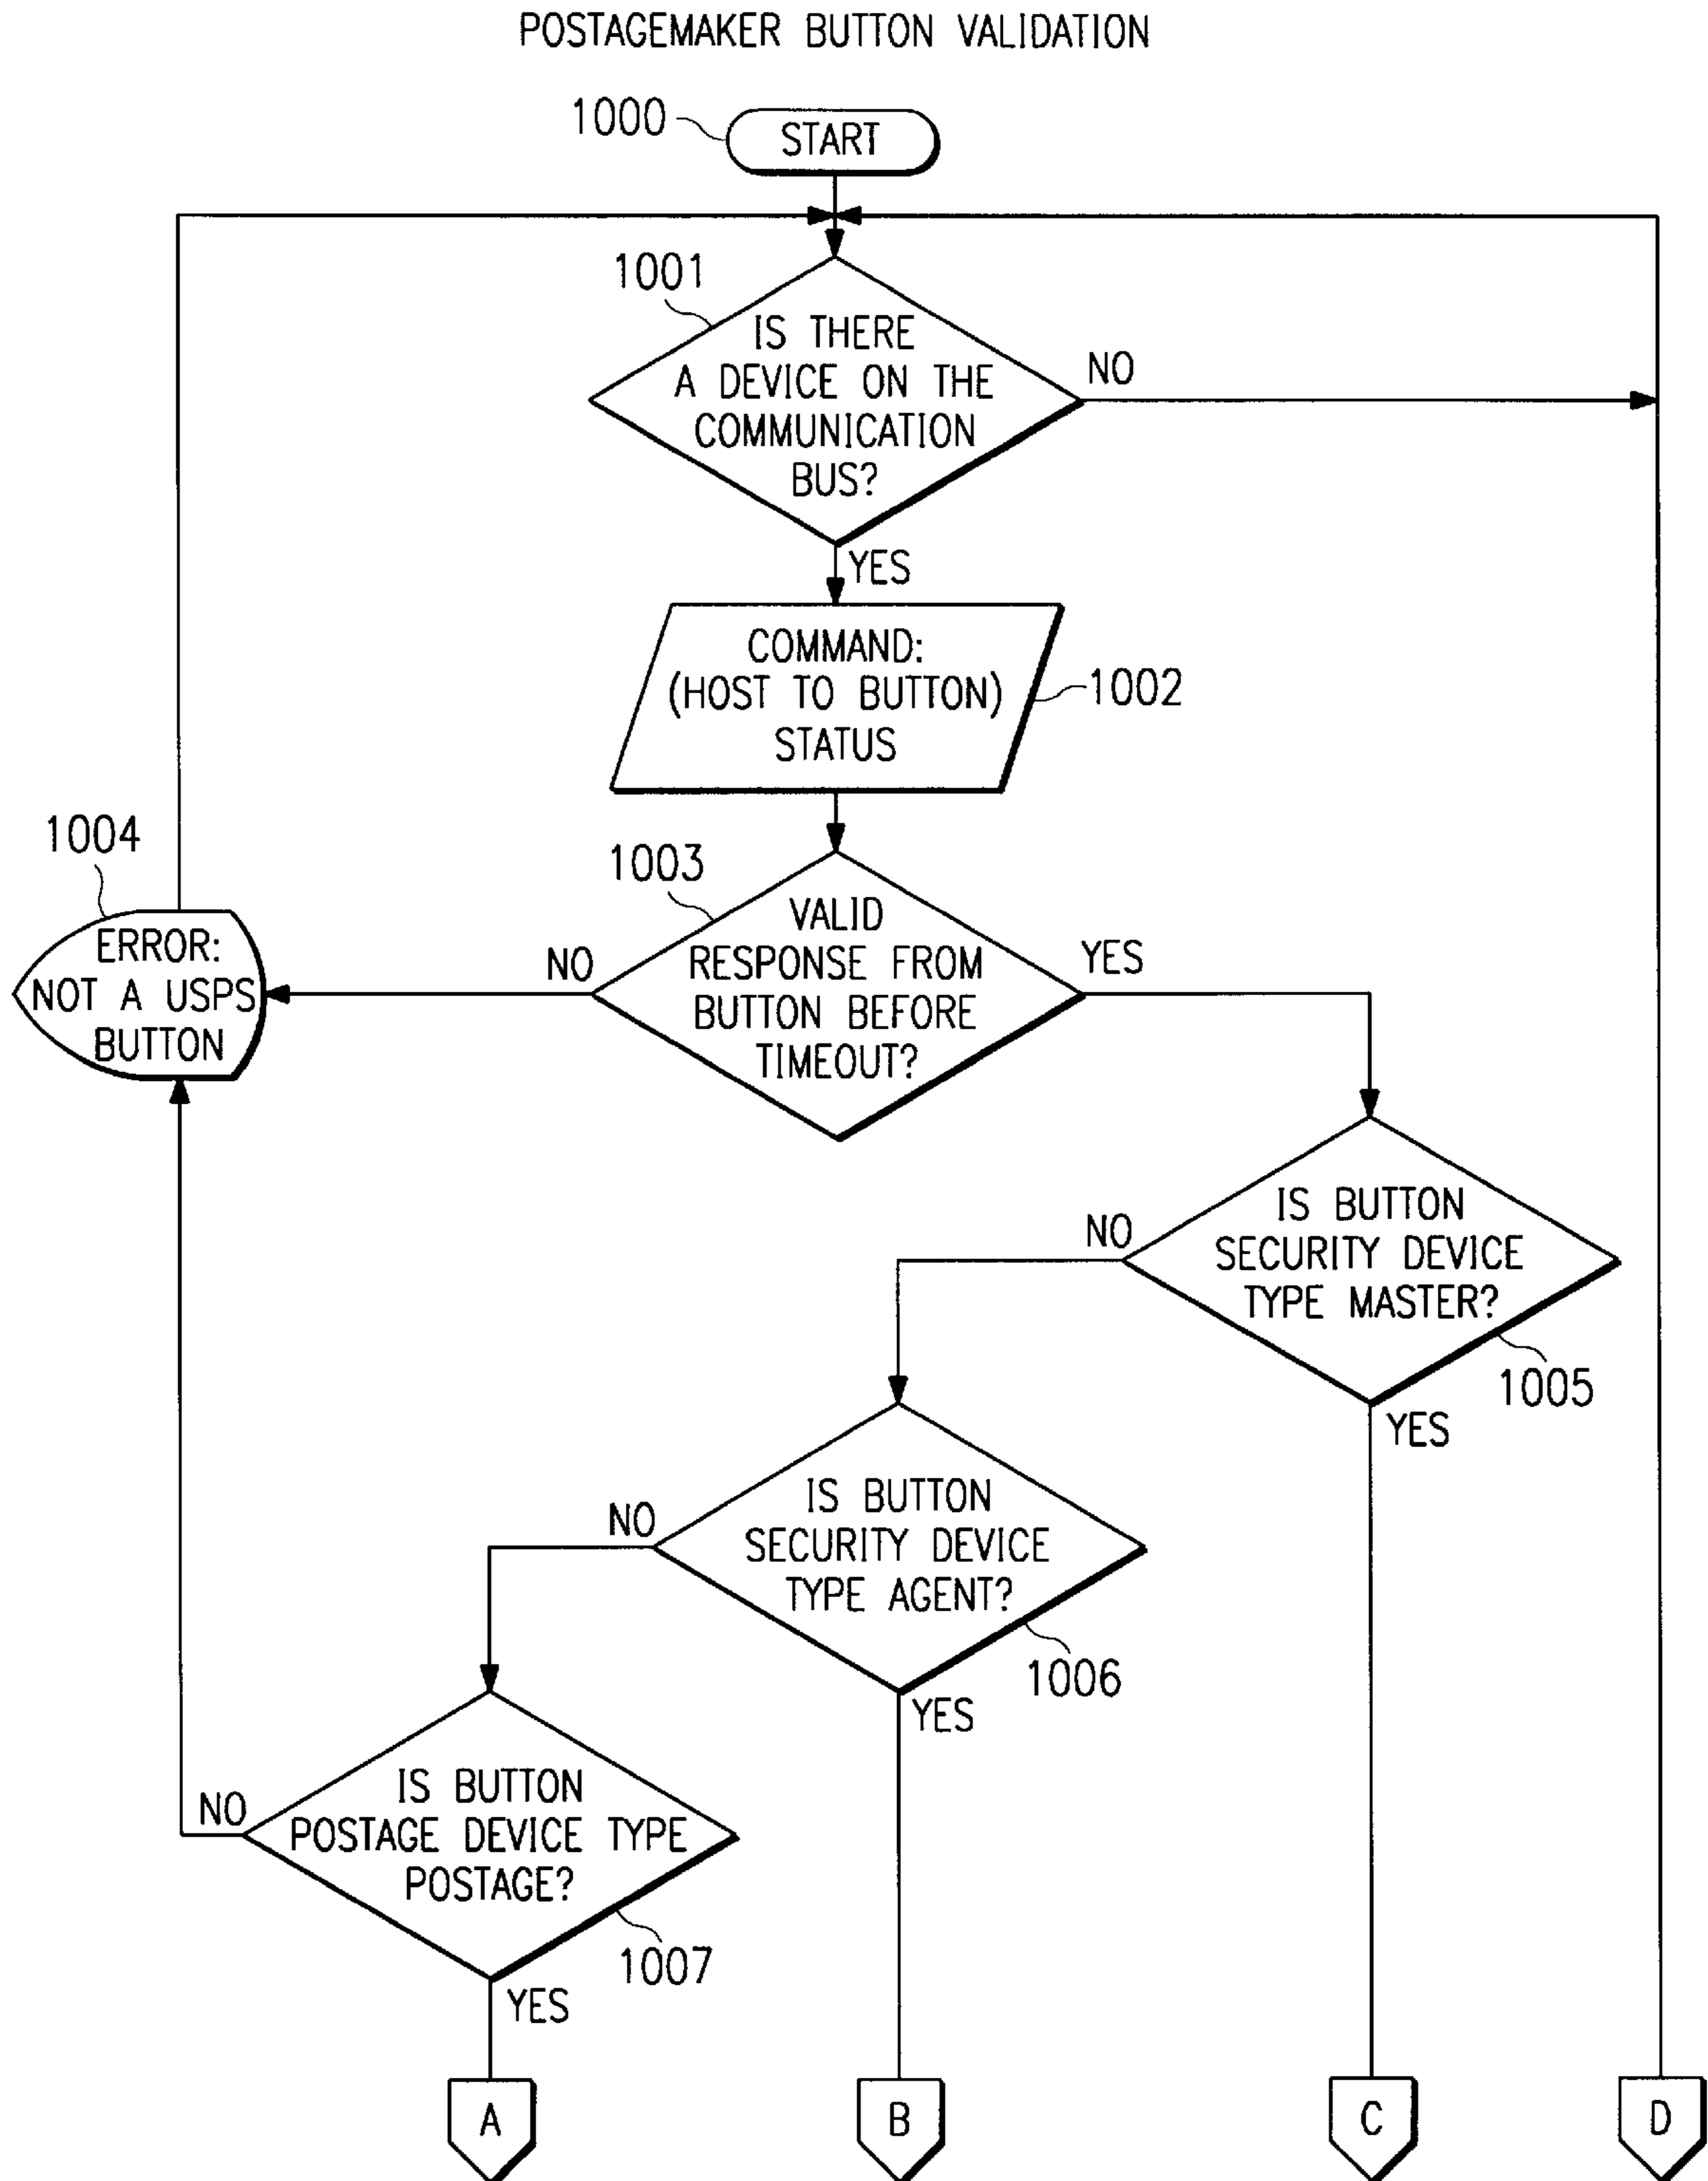 POSTAGEMAKER BUTTON VALIDATION
1000
START
1001
IS THERE
A DEVICE ON THE
COMMUNICATION
BUS?
NO
YES
COMMAND:
(HOST TO BUTTON)
STATUS
1002
1003
VALID
RESPONSE FROM
BUTTON BEFORE
TIMEOUT?
NO
YES
1004
ERROR:
NOT A USPS
BUTTON
IS BUTTON
SECURITY DEVICE
TYPE MASTER?
NO
1005
YES
IS BUTTON
SECURITY DEVICE
TYPE AGENT?
NO
1006
YES
IS BUTTON
POSTAGE DEVICE TYPE
POSTAGE?
NO
1007
YES
A
B
C
D